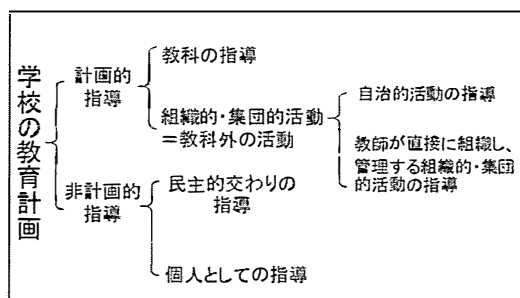 学校の教育計画
計画的
指導
教科の指導
組織的・集団的活動
＝教科外の活動
自治的活動の指導
教師が直接に組織し、
管理する組織的・集団
的活動の指導
非計画的
指導
民主的交わりの
指導
個人としての指導